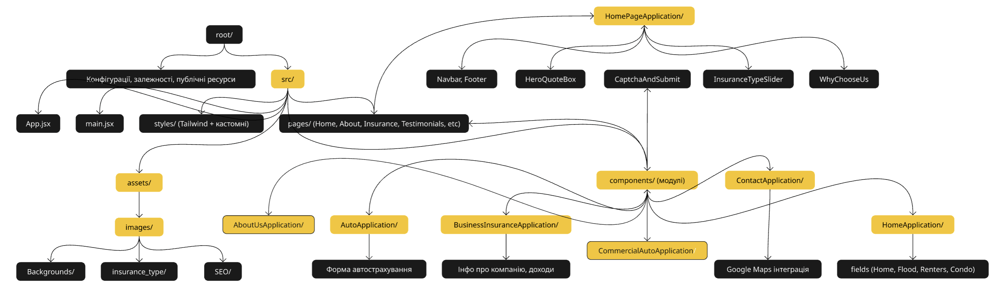 HomePageApplication/
root/
Конфігурації, залежності, публічні ресурси
src/
Navbar, Footer
HeroQuoteBox
CaptchaAndSubmit
InsuranceTypeSlider
WhyChooseUs
App.jsx
main.jsx
styles/ (Tailwind + кастомні)
pages/ (Home, About, Insurance, Testimonials, etc)
assets/
components/ (модулі)
ContactApplication/
images/
AboutUsApplication/
AutoApplication/
BusinessInsuranceApplication/
HomeApplication/
CommercialAutoApplication/
Backgrounds/
insurance_type/
SEO/
Форма автострахування
Інфо про компанію, доходи
Google Maps інтеграція
fields (Home, Flood, Renters, Condo)